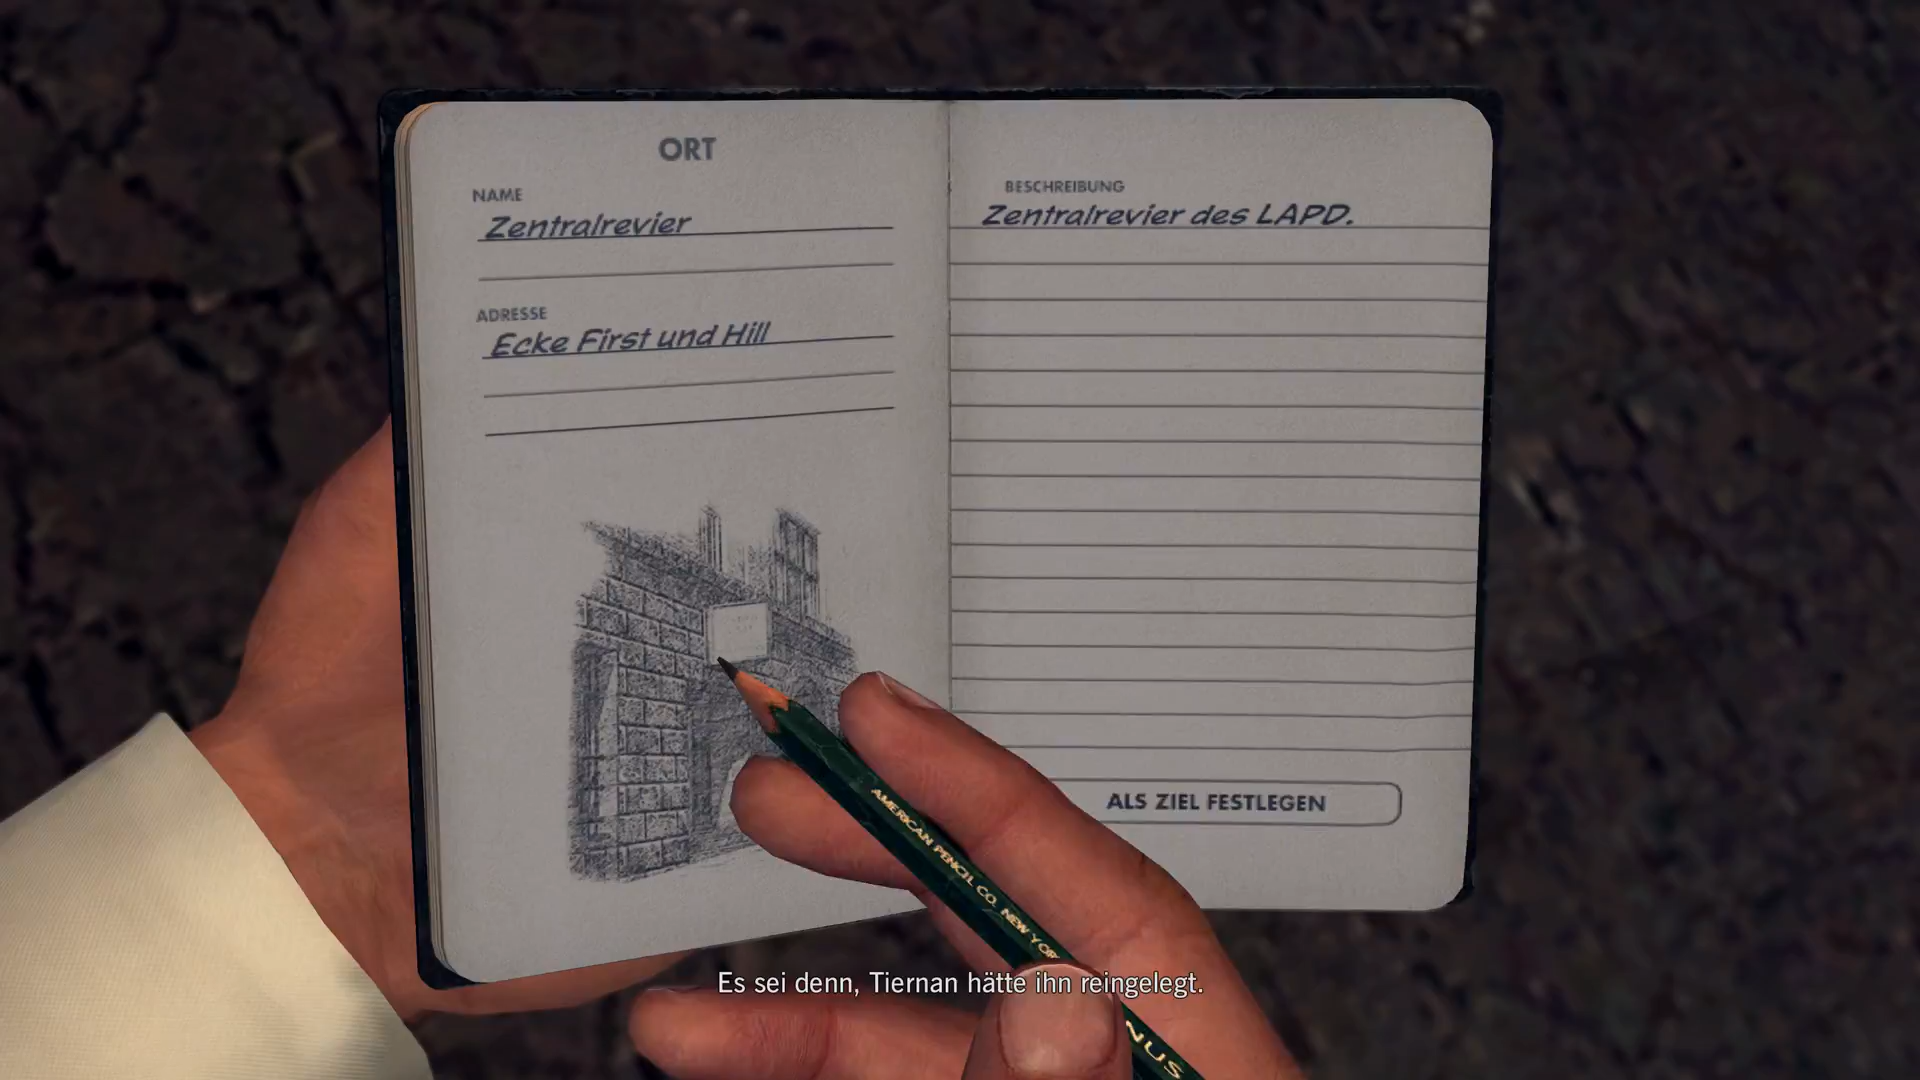 ORT
NAME
Zentralrevier
ADRESSE
Ecke First und Hill
BESCHREIBUNG
Zentralrevier des LAPD.
ALS ZIEL FESTLEGEN
AMERICAN PENCIL CO. NEW YORK
NUS
Es sei denn, Tiernan hätte ihn reingelegt.